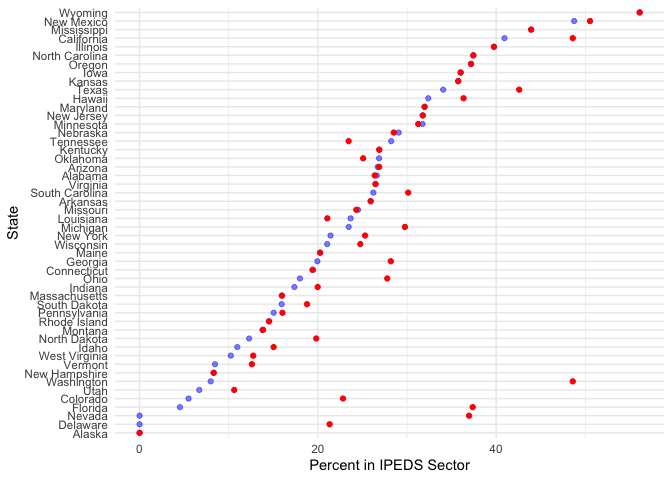 Wyoming
New Mexico
Mississippi
California
Illinois
North Carolina
Oregon
Iowa
Kansas
Texas
Hawaii
Maryland
New Jersey
Minnesota
Nebraska
Tennessee
Kentucky
Oklahoma
Arizona
Alabama
Virginia
South Carolina
Arkansas
Missouri
Louisiana
Michigan
New York
Wisconsin
Maine
Georgia
Connecticut
Ohio
Indiana
Massachusetts
South Dakota
Pennsylvania
Rhode Island
Montana
North Dakota
Idaho
West Virginia
Vermont
New Hampshire
Washington
Utah
Colorado
Florida
Nevada
Delaware
Alaska
State
0 20 40
Percent in IPEDS Sector